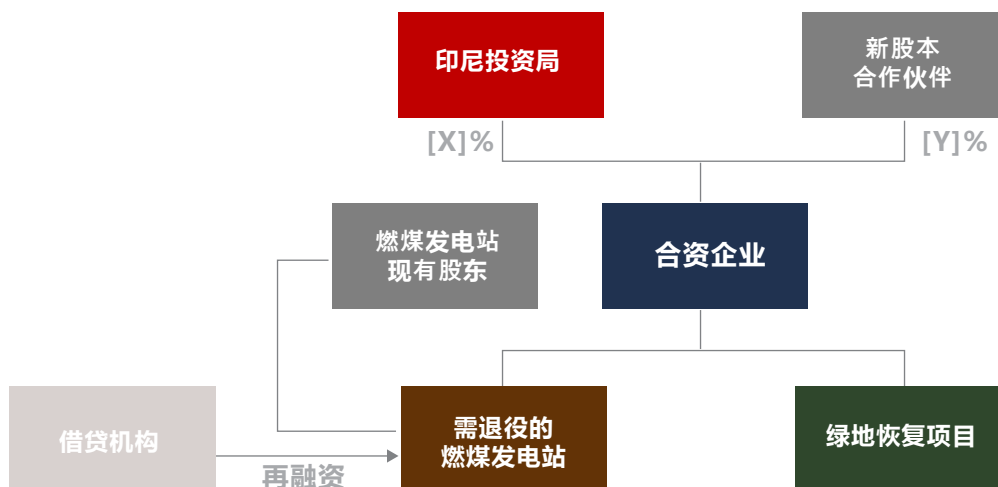 印尼投资局
新股本
合作伙伴
[X]%
[Y]%
燃煤发电站
现有股东
合资企业
借贷机构
需退役的
燃煤发电站
绿地恢复项目
再融资